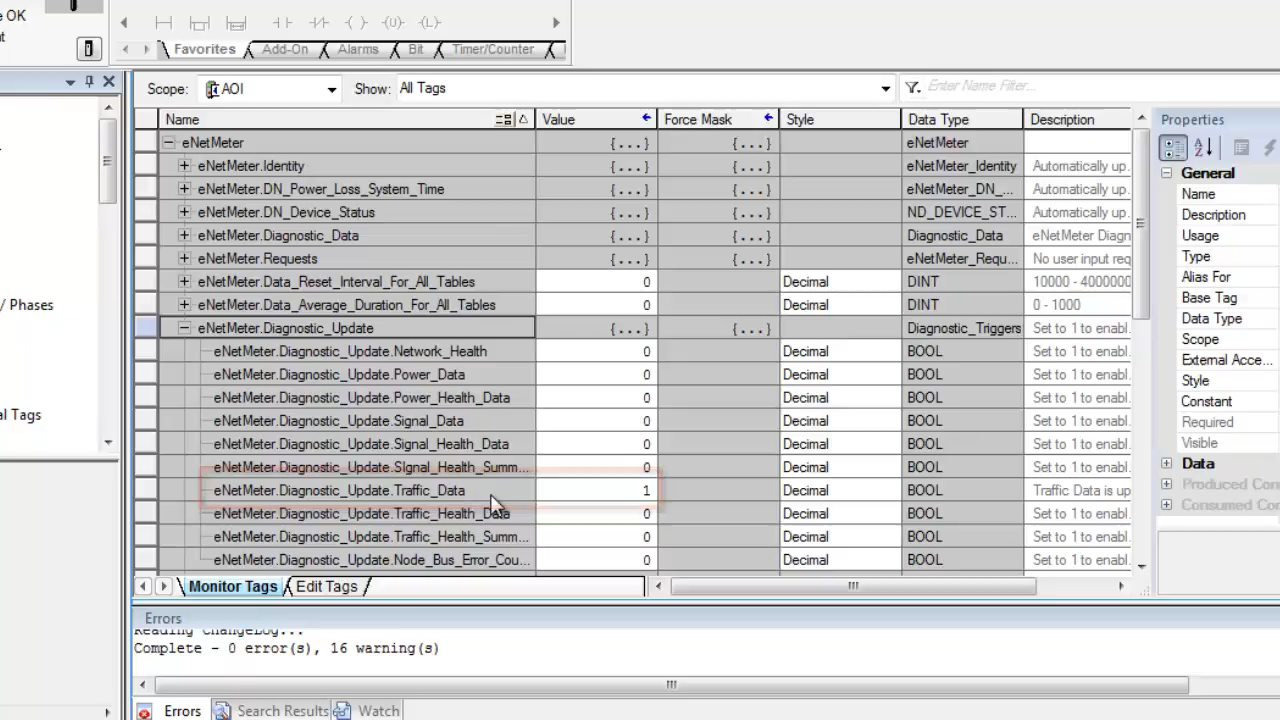 OK
Favorites Add-On Alarms Bit Timer/Counter
Scope: AOI Show: All Tags Enter Name Filter...
Name Value Force Mask Style Data Type Description
eNetMeter {...} {...} eNetMeter
eNetMeter.Identity {...} {...} eNetMeter_Identity Automatically up.
eNetMeter.DN_Power_Loss_System_Time {...} {...} eNetMeter_DN_... Automatically up.
eNetMeter.DN_Device_Status {...} {...} ND_DEVICE_ST... Automatically up.
eNetMeter.Diagnostic_Data {...} {...} Diagnostic_Data eNetMeter Diagn
eNetMeter.Requests {...} {...} eNetMeter_Requ... No user input req
eNetMeter.Data_Reset_Interval_For_All_Tables 0 Decimal DINT 10000 - 4000000
eNetMeter.Data_Average_Duration_For_All_Tables 0 Decimal DINT 0 - 1000
eNetMeter.Diagnostic_Update {...} {...} Diagnostic_Triggers Set to 1 to enabl.
eNetMeter.Diagnostic_Update.Network_Health 0 Decimal BOOL Set to 1 to enabl.
eNetMeter.Diagnostic_Update.Power_Data 0 Decimal BOOL Set to 1 to enabl.
eNetMeter.Diagnostic_Update.Power_Health_Data 0 Decimal BOOL Set to 1 to enabl.
eNetMeter.Diagnostic_Update.Signal_Data 0 Decimal BOOL Set to 1 to enabl.
eNetMeter.Diagnostic_Update.Signal_Health_Data 0 Decimal BOOL Set to 1 to enabl.
eNetMeter.Diagnostic_Update.SIgnal_Health_Summ... 0 Decimal BOOL Set to 1 to enabl.
eNetMeter.Diagnostic_Update.Traffic_Data 1 Decimal BOOL Traffic Data is up
eNetMeter.Diagnostic_Update.Traffic_Health_Data 0 Decimal BOOL Set to 1 to enabl.
eNetMeter.Diagnostic_Update.Traffic_Health_Summ... 0 Decimal BOOL Set to 1 to enabl.
eNetMeter.Diagnostic_Update.Node_Bus_Error_Cou... 0 Decimal BOOL Set to 1 to enabl.
Monitor Tags Edit Tags
/ Phases
al Tags
Properties
General
Name
Description
Usage
Type
Alias For
Base Tag
Data Type
Scope
External Acce...
Style
Constant
Required
Visible
Data
Produced Con
Consumed Con
Errors
Reading ChangeLog...
Complete - 0 error(s), 16 warning(s)
Errors Search Results Watch